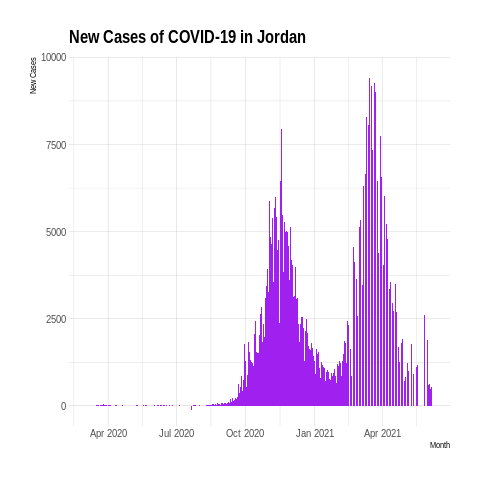 New Cases of COVID-19 in Jordan
New Cases
10000
7500
5000
2500
0
Apr 2020 Jul 2020 Oct 2020 Jan 2021 Apr 2021
Month